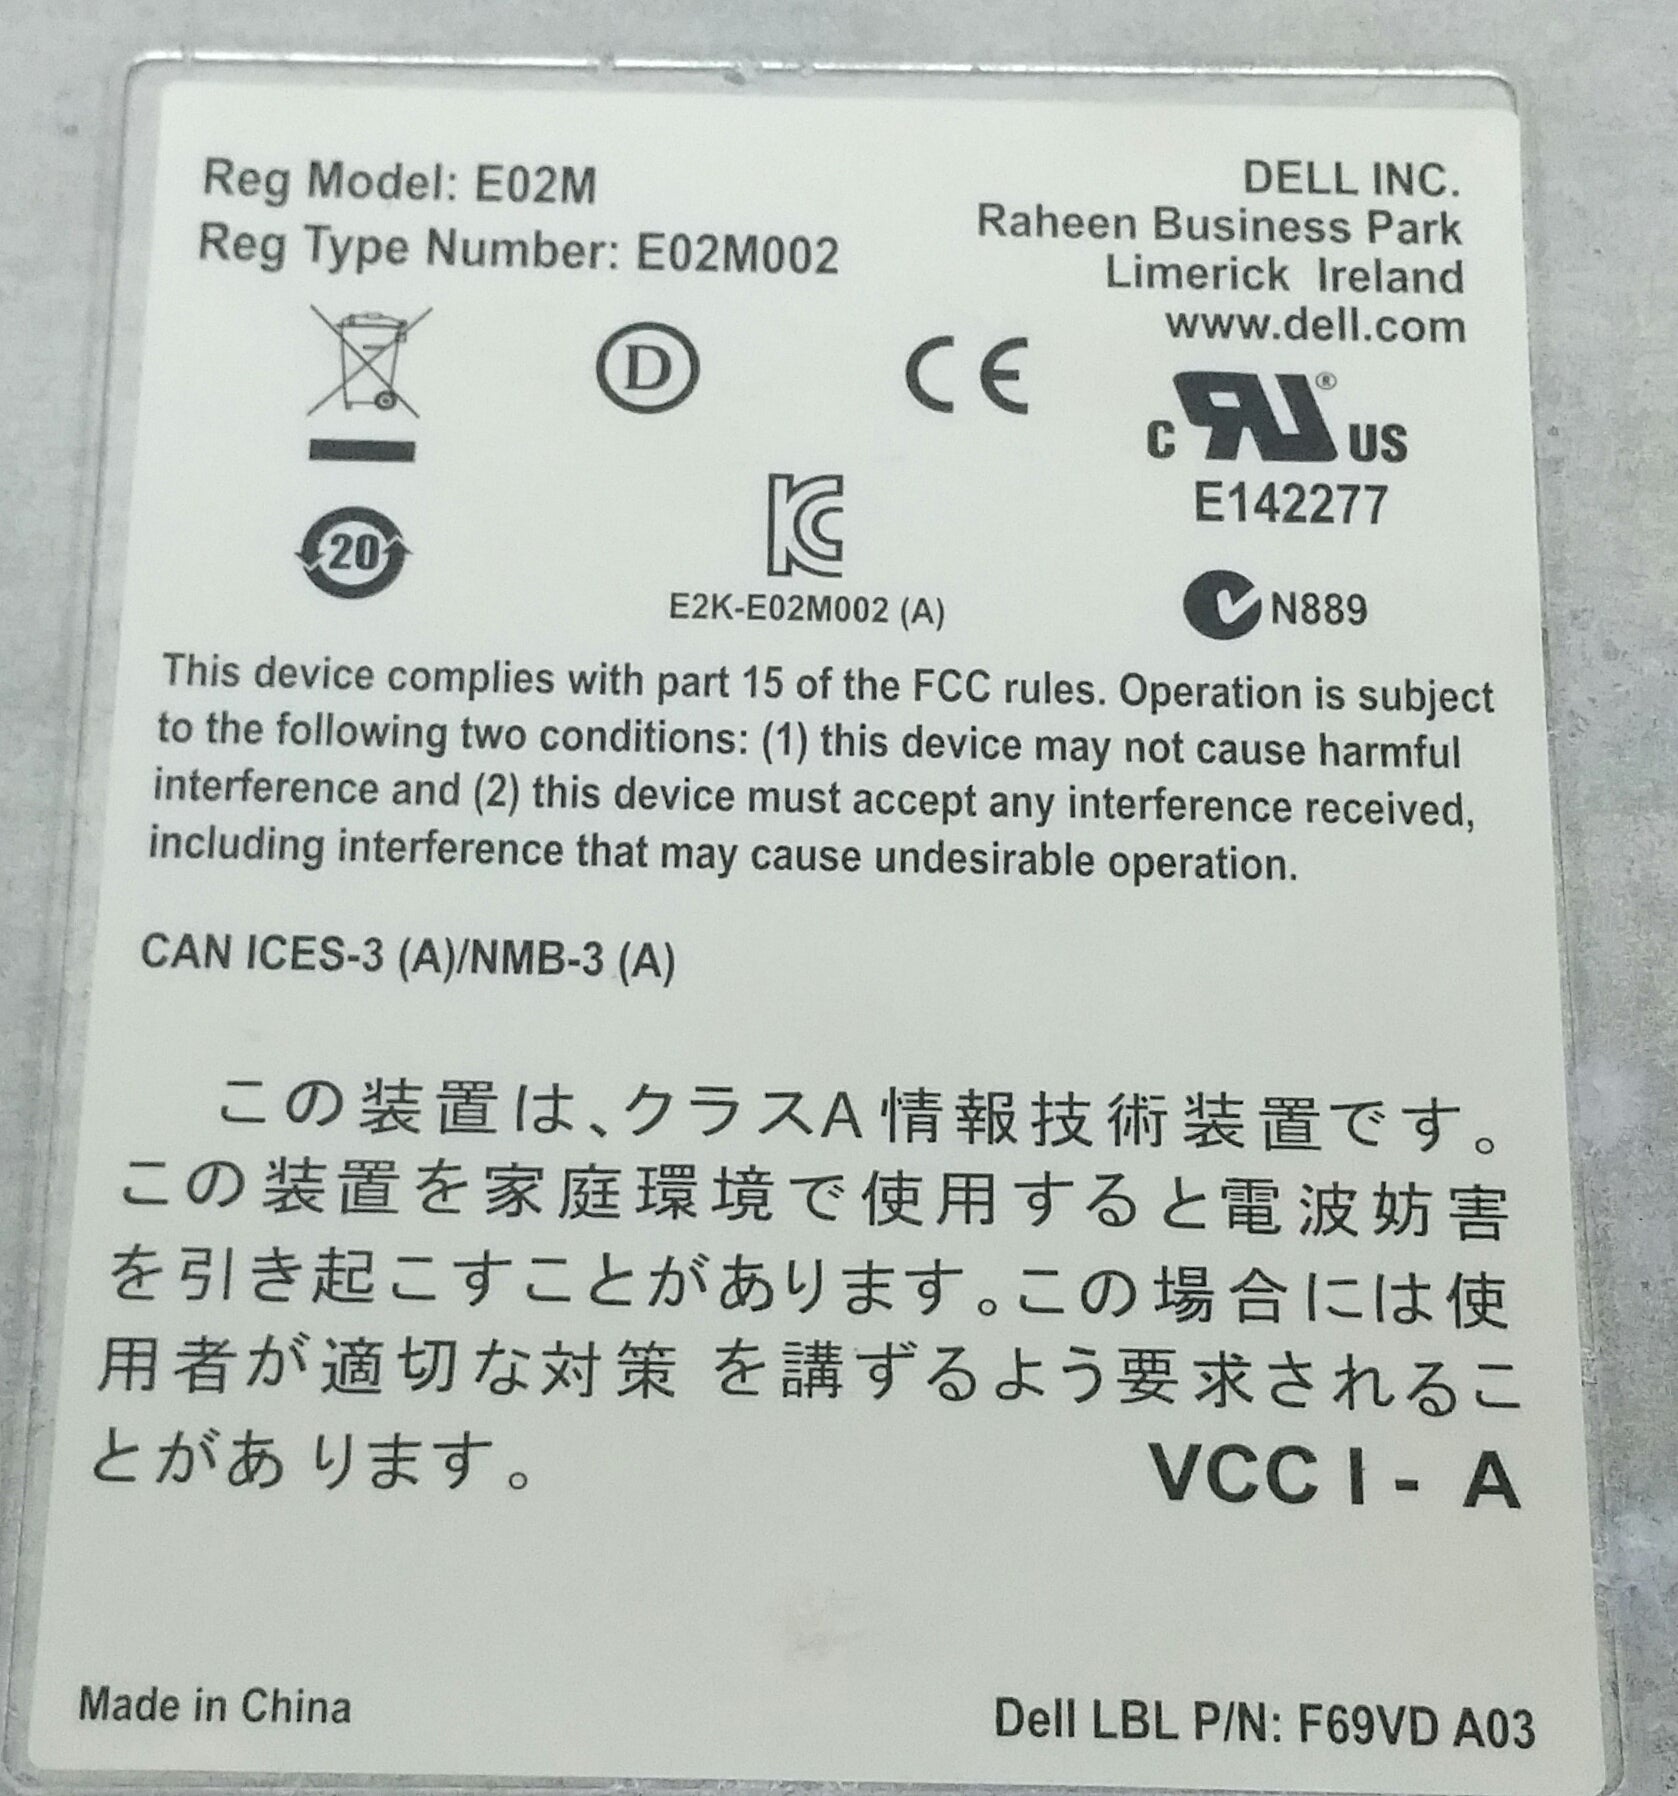 Reg Model: E02M
Reg Type Number: E02M002
DELL INC.
Raheen Business Park
Limerick Ireland
www.dell.com
D
CE
c RU ® US
E142277
20
KC
E2K-E02M002 (A)
N889
This device complies with part 15 of the FCC rules. Operation is subject
to the following two conditions: (1) this device may not cause harmful
interference and (2) this device must accept any interference received,
including interference that may cause undesirable operation.
CAN ICES-3 (A)/NMB-3 (A)
この装置は、クラスA 情報技術装置です。
この装置を家庭環境で使用すると電波妨害
を引き起こすことがあります。この場合には使
用者が適切な対策 を講ずるよう要求されるこ
とがあ ります。
VCC I - A
Made in China
Dell LBL P/N: F69VD A03